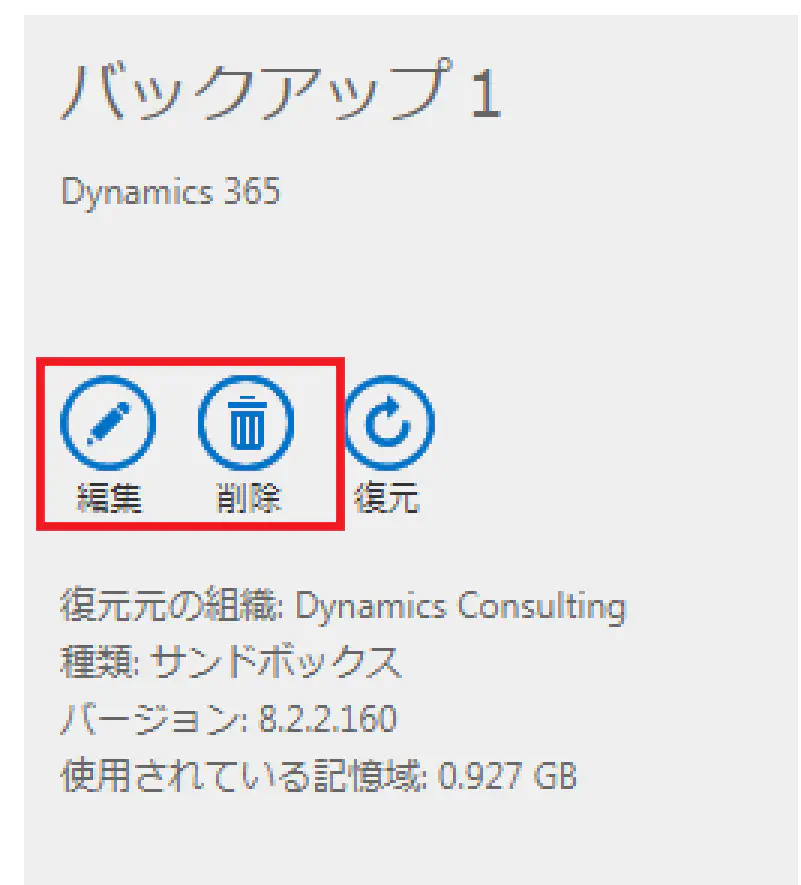 バックアップ 1
Dynamics 365
編集 削除 復元
復元元の組織: Dynamics Consulting
種類: サンドボックス
バージョン: 8.2.2.160
使用されている記憶域: 0.927 GB